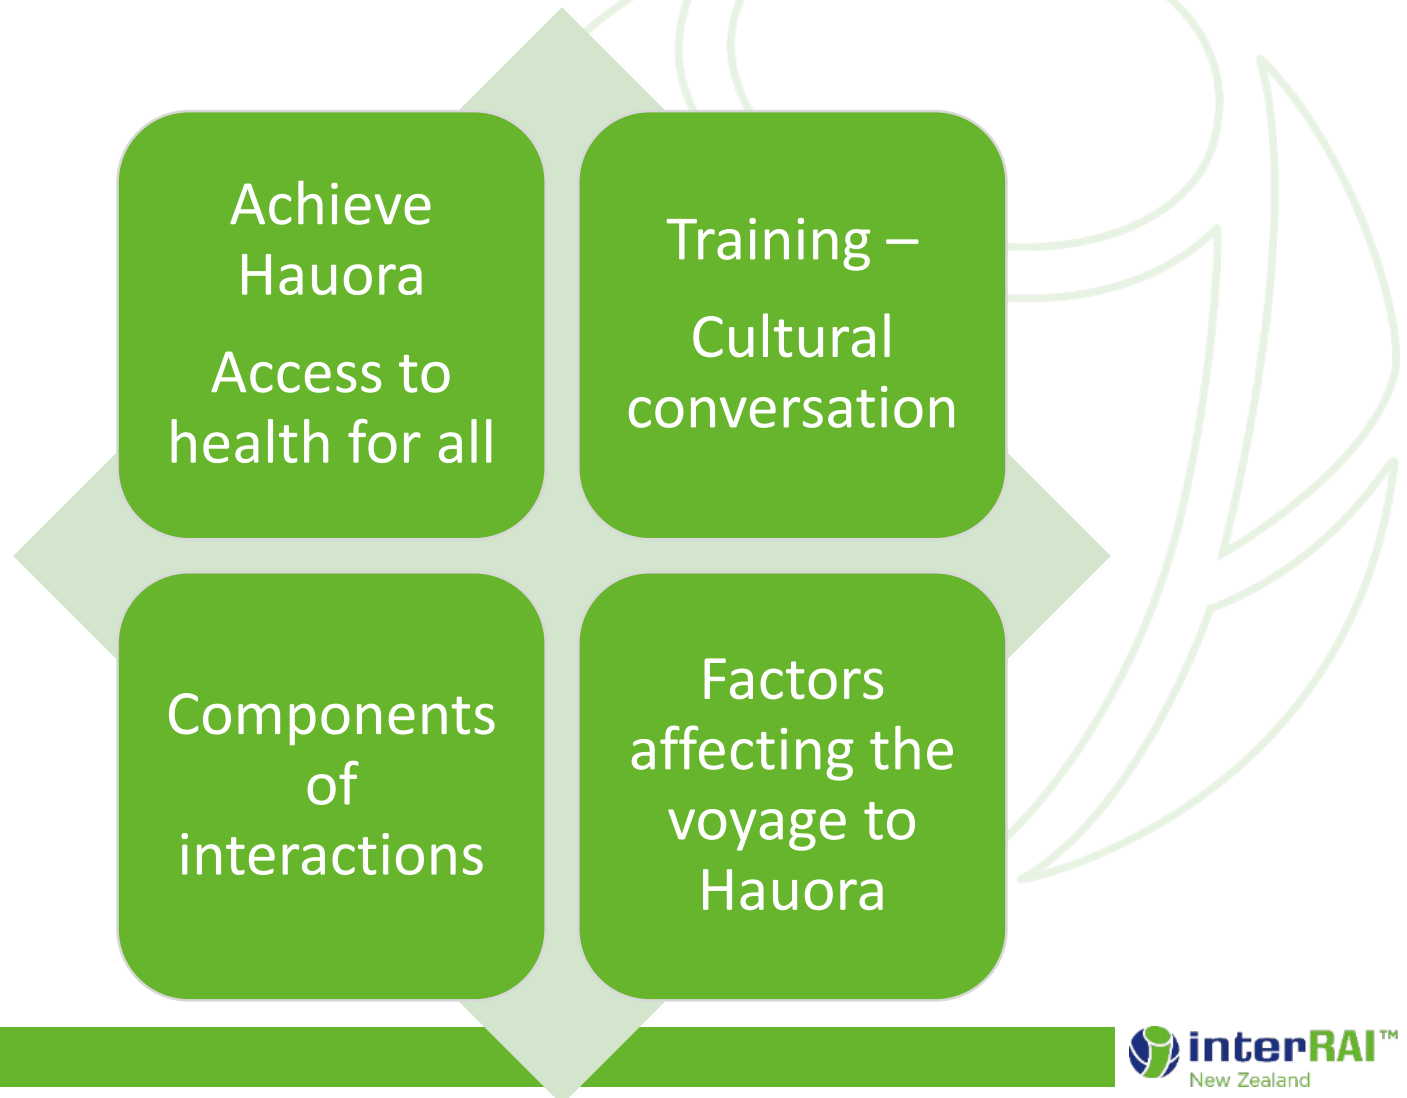 Achieve
Hauora
Access to
health for all
Training –
Cultural
conversation
Components
of
interactions
Factors
affecting the
voyage to
Hauora
interRAI™
New Zealand